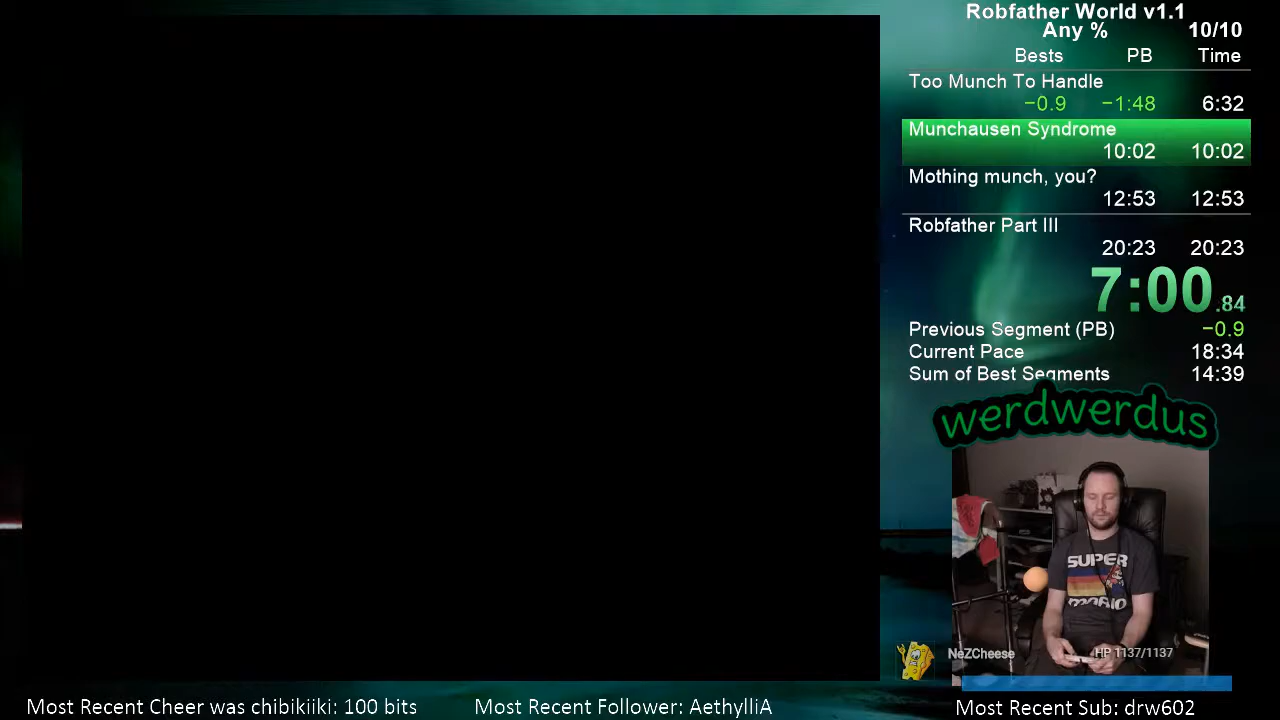 Robfather World v1.1
Any % 10/10
Bests PB Time
Too Munch To Handle
−0.9 −1:48 6:32
Munchausen Syndrome
10:02 10:02
Mothing munch, you?
12:53 12:53
Robfather Part III
20:23 20:23
7:00.84
Previous Segment (PB) −0.9
Current Pace 18:34
Sum of Best Segments 14:39
werdwerdus
SUPER
MARIO
NeZCheese HP 1137/1137
Most Recent Cheer was chibikiiki: 100 bits Most Recent Follower: AethylliA Most Recent Sub: drw602